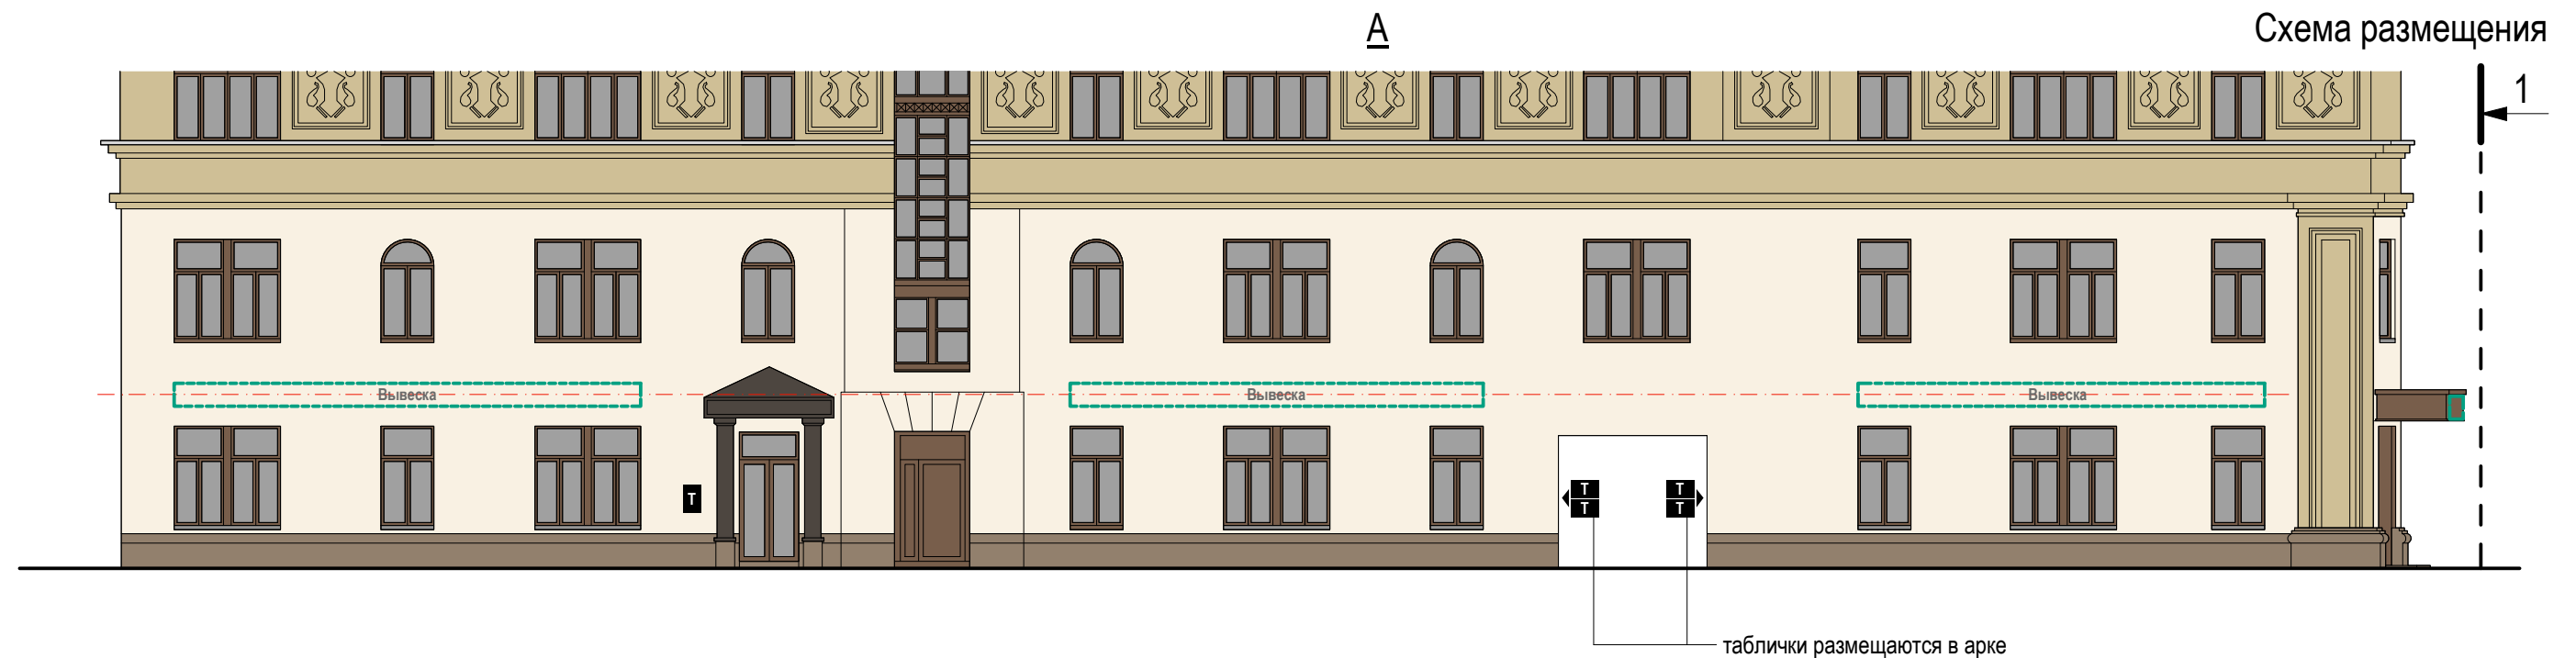 А
Схема размещения
1
Вывеска
Вывеска
Вывеска
Т
Т
Т
Т
Т
таблички размещаются в арке